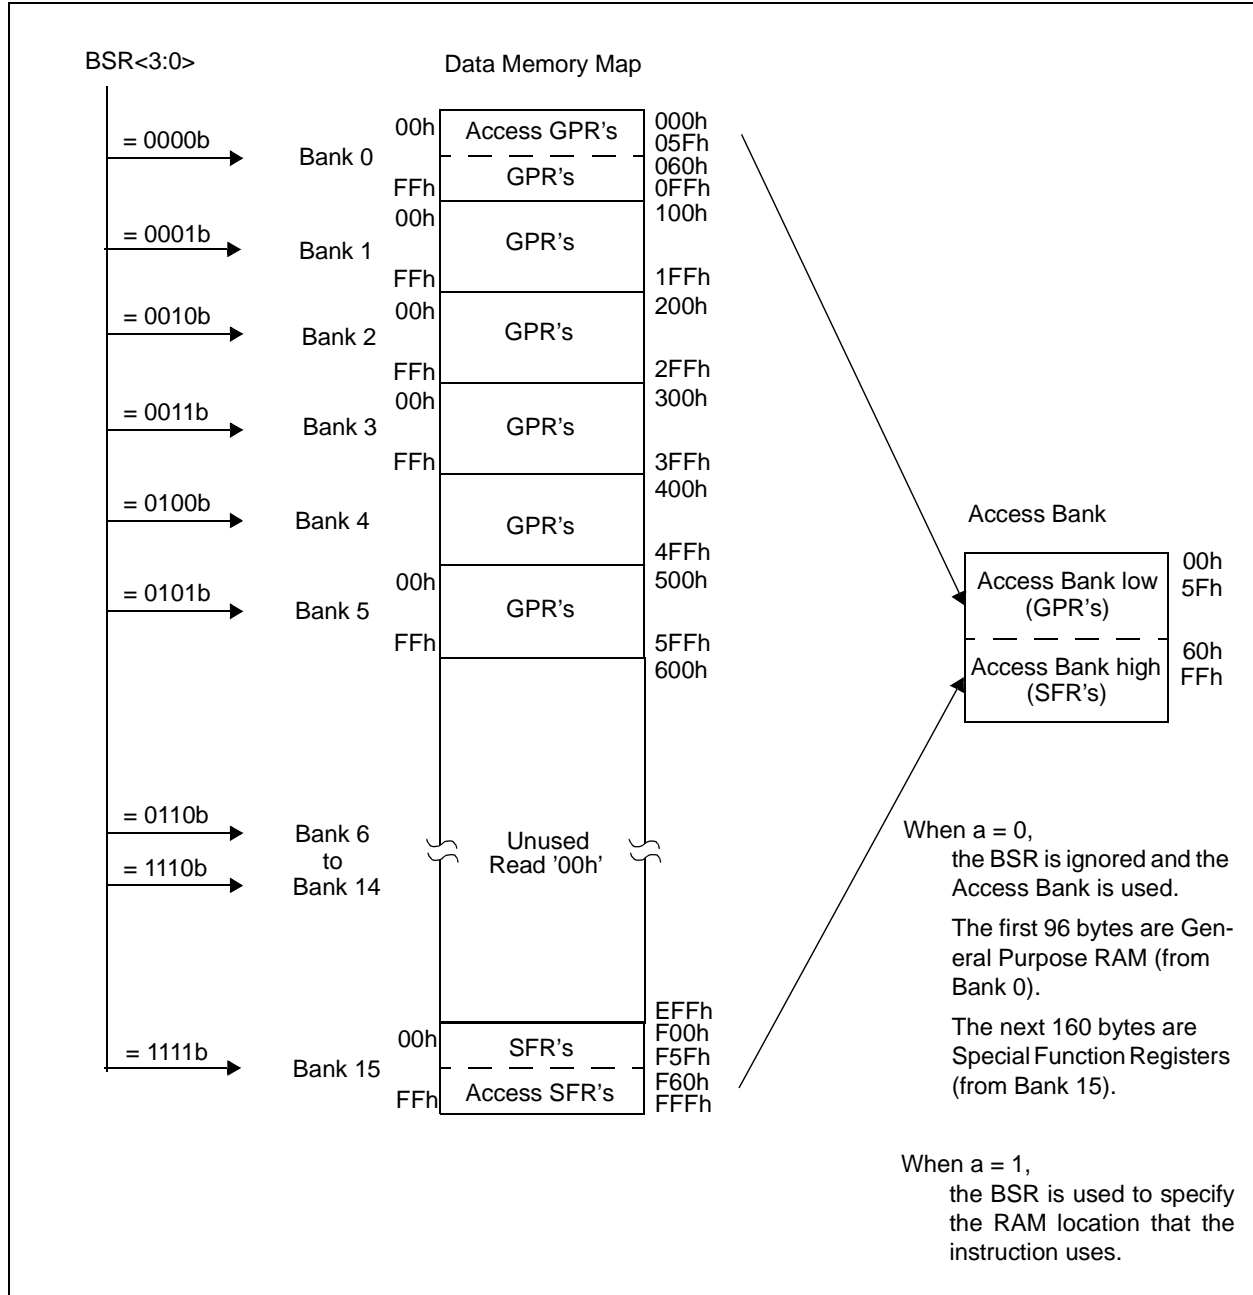 BSR<3:0>
Data Memory Map
= 0000b
Bank 0
00h
Access GPR's
000h
05Fh
060h
FFh
GPR's
0FFh
= 0001b
Bank 1
00h
GPR's
100h
FFh
1FFh
= 0010b
Bank 2
00h
GPR's
200h
FFh
2FFh
= 0011b
Bank 3
00h
GPR's
300h
FFh
3FFh
= 0100b
Bank 4
GPR's
400h
4FFh
= 0101b
Bank 5
00h
GPR's
500h
FFh
5FFh
600h
= 0110b
Bank 6
to
= 1110b
Bank 14
Unused
Read '00h'
EFFh
= 1111b
Bank 15
00h
SFR's
F00h
F5Fh
F60h
FFh
Access SFR's
FFFh
Access Bank
Access Bank low
(GPR's)
00h
5Fh
Access Bank high
(SFR's)
60h
FFh
When a = 0,
the BSR is ignored and the
Access Bank is used.
The first 96 bytes are Gen-
eral Purpose RAM (from
Bank 0).
The next 160 bytes are
Special Function Registers
(from Bank 15).
When a = 1,
the BSR is used to specify
the RAM location that the
instruction uses.